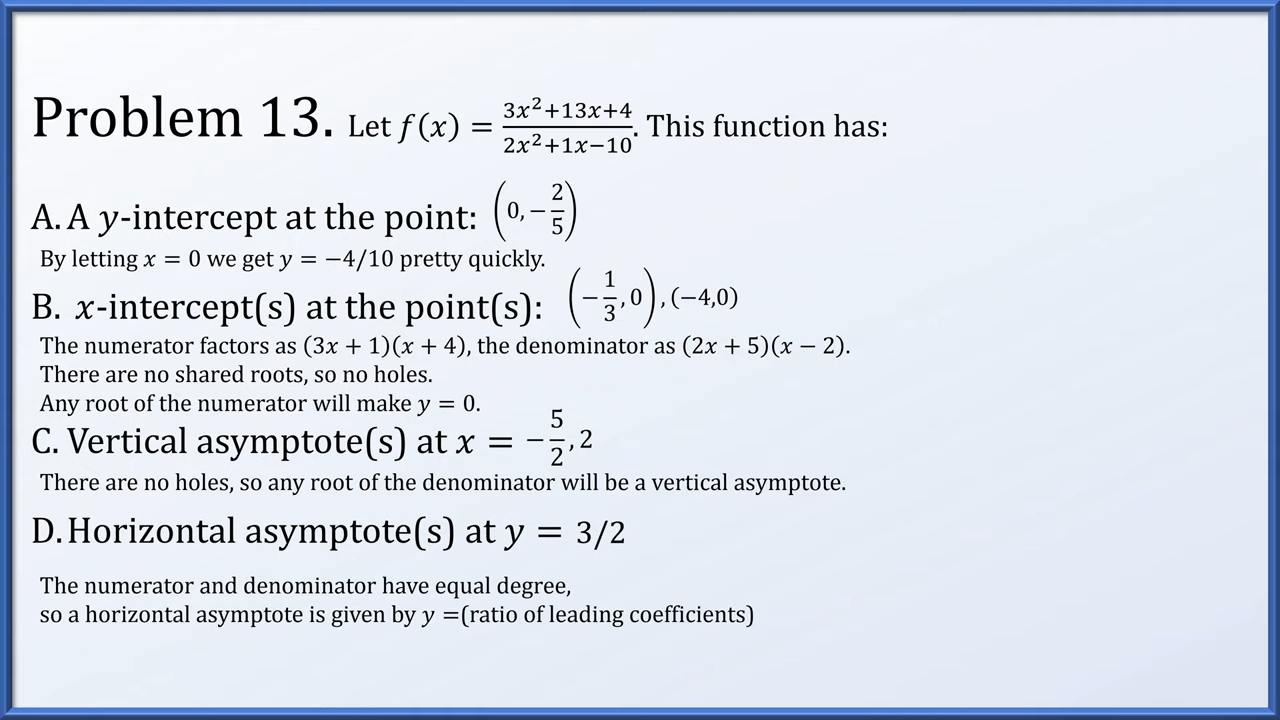 Problem 13. Let f(x) = (3x²+13x+4)/(2x²+1x−10). This function has:
A. A y-intercept at the point: (0, −2/5)
By letting x = 0 we get y = −4/10 pretty quickly.
B. x-intercept(s) at the point(s): (−1/3, 0), (−4,0)
The numerator factors as (3x + 1)(x + 4), the denominator as (2x + 5)(x − 2).
There are no shared roots, so no holes.
Any root of the numerator will make y = 0.
C. Vertical asymptote(s) at x = −5/2, 2
There are no holes, so any root of the denominator will be a vertical asymptote.
D. Horizontal asymptote(s) at y = 3/2
The numerator and denominator have equal degree,
so a horizontal asymptote is given by y =(ratio of leading coefficients)